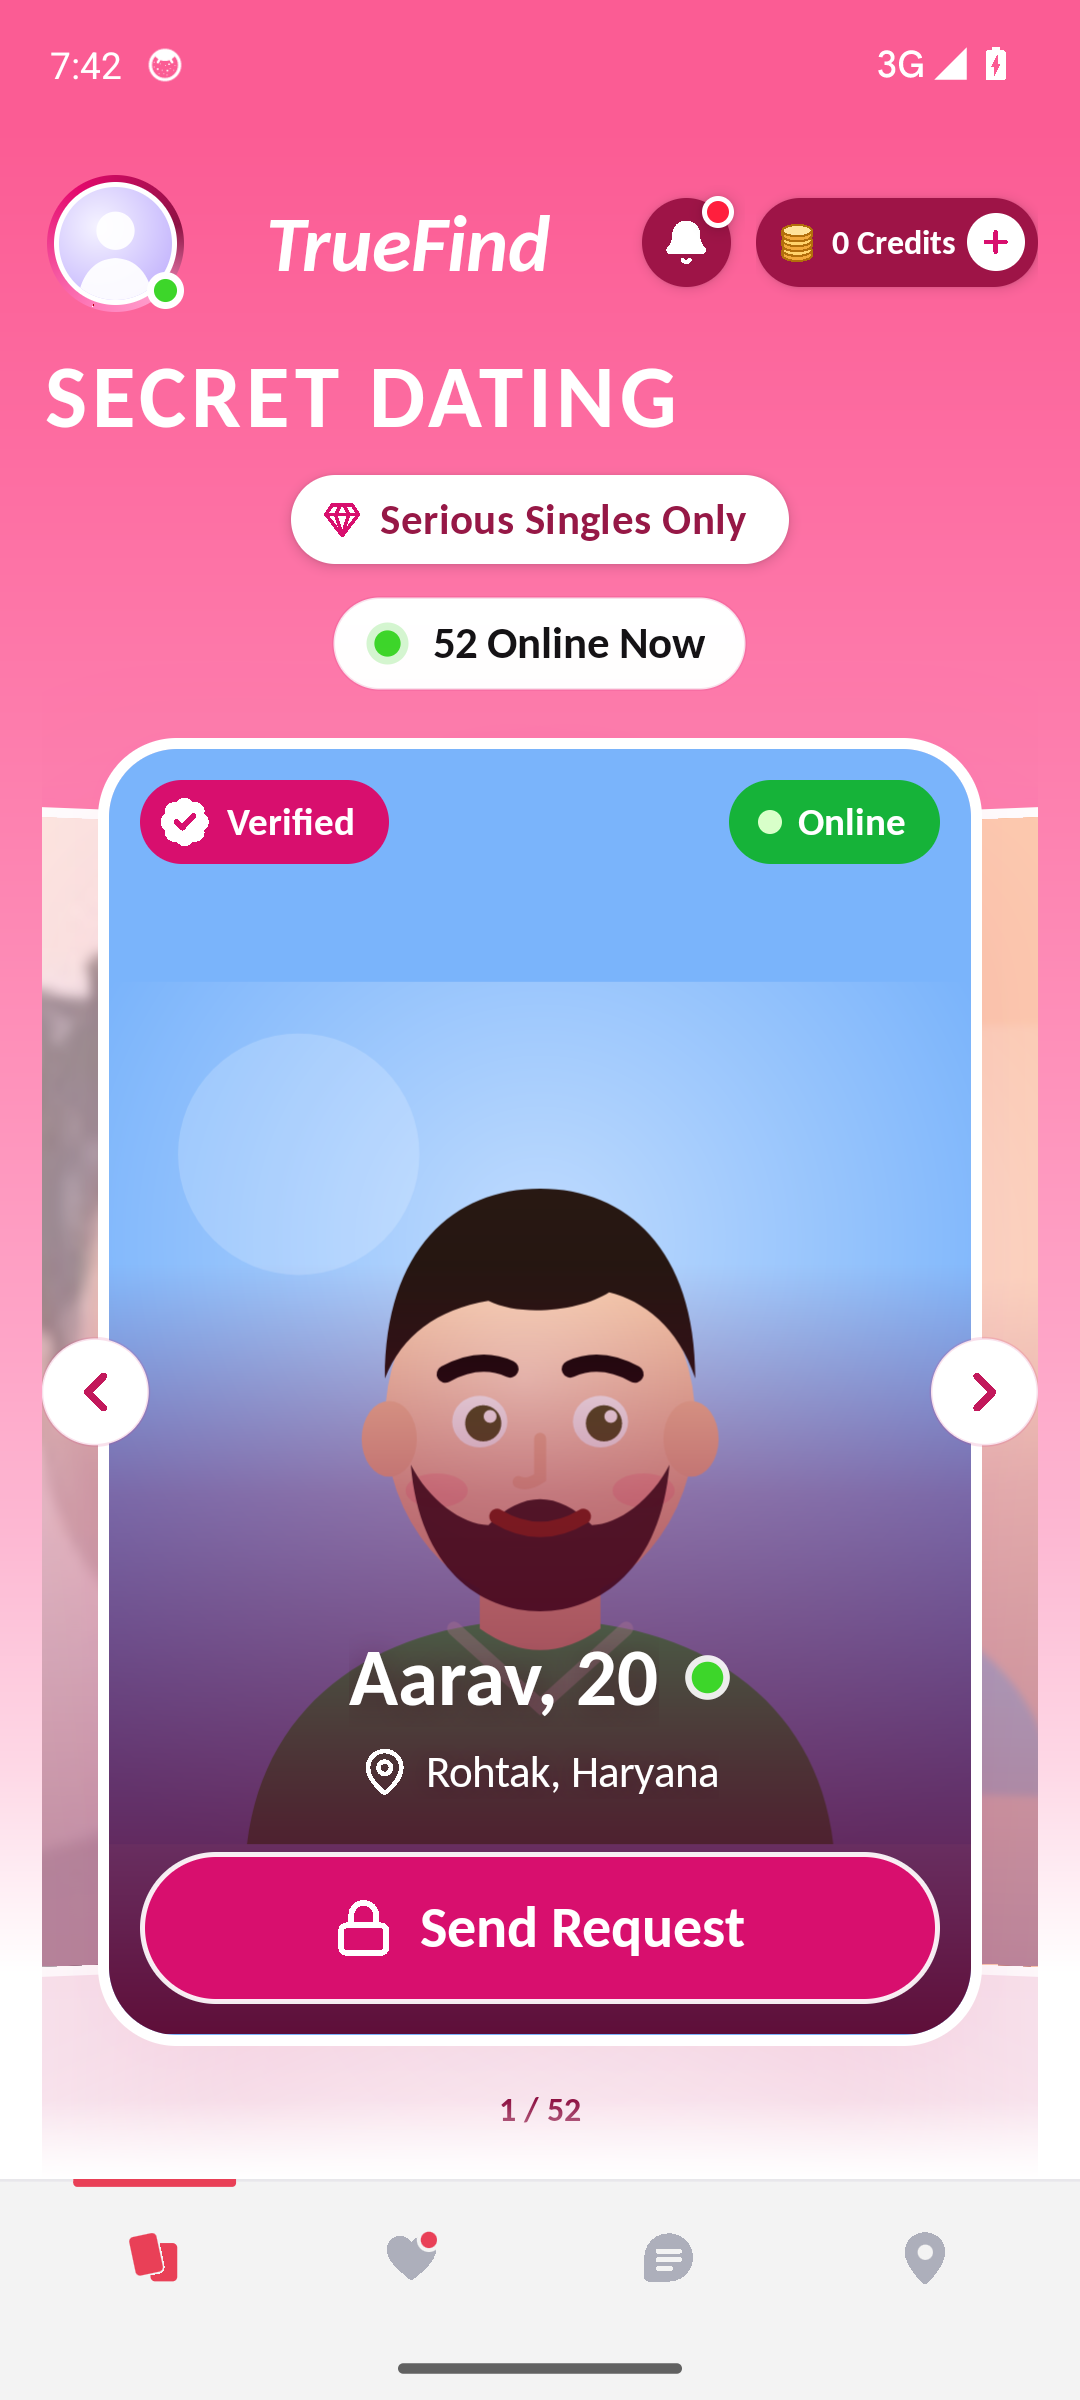 7:42
3G
TrueFind
0 Credits
SECRET DATING
Serious Singles Only
52 Online Now
Verified
Online
Aarav, 20
Rohtak, Haryana
Send Request
1 / 52